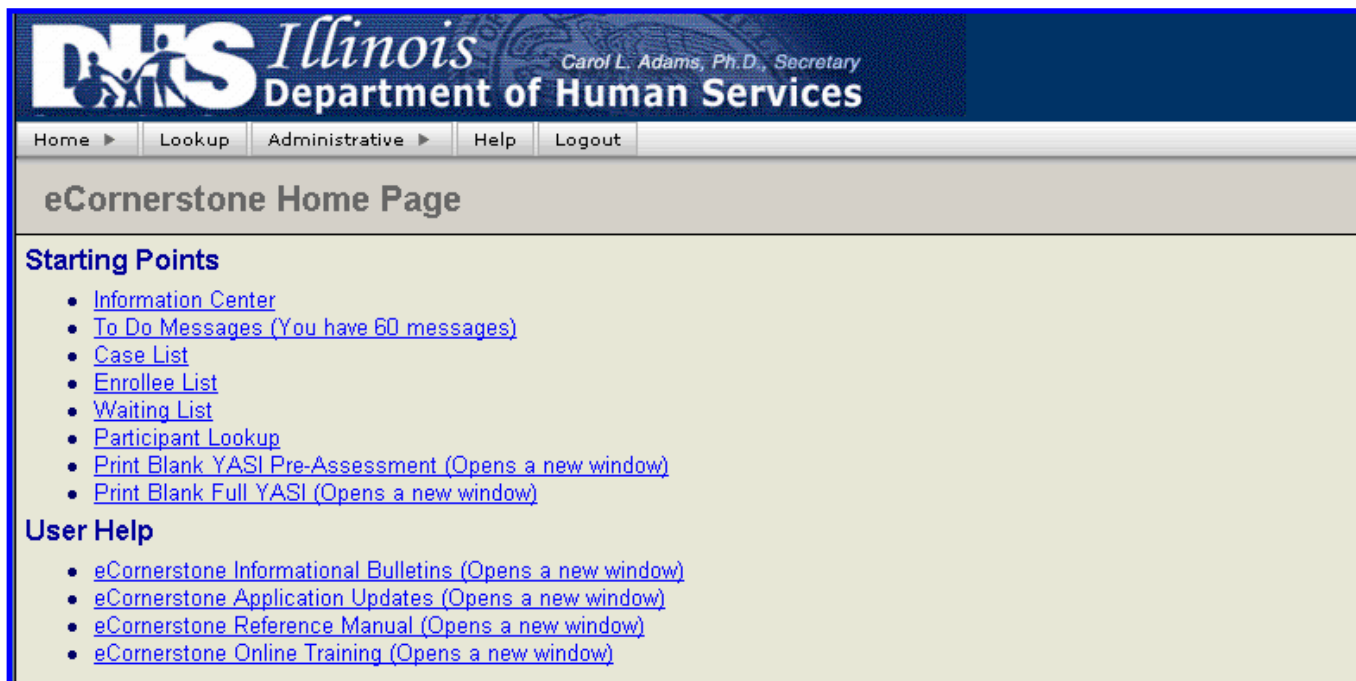 DHS Illinois
Carol L. Adams, Ph.D., Secretary
Department of Human Services
Home Lookup Administrative Help Logout
eCornerstone Home Page
Starting Points
Information Center
To Do Messages (You have 60 messages)
Case List
Enrollee List
Waiting List
Participant Lookup
Print Blank YASI Pre-Assessment (Opens a new window)
Print Blank Full YASI (Opens a new window)
User Help
eCornerstone Informational Bulletins (Opens a new window)
eCornerstone Application Updates (Opens a new window)
eCornerstone Reference Manual (Opens a new window)
eCornerstone Online Training (Opens a new window)